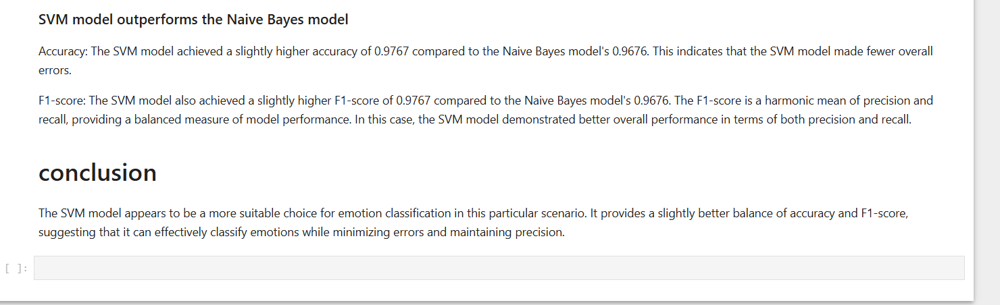 SVM model outperforms the Naive Bayes model
Accuracy: The SVM model achieved a slightly higher accuracy of 0.9767 compared to the Naive Bayes model's 0.9676. This indicates that the SVM model made fewer overall
errors.
F1-score: The SVM model also achieved a slightly higher F1-score of 0.9767 compared to the Naive Bayes model's 0.9676. The F1-score is a harmonic mean of precision and
recall, providing a balanced measure of model performance. In this case, the SVM model demonstrated better overall performance in terms of both precision and recall.
conclusion
The SVM model appears to be a more suitable choice for emotion classification in this particular scenario. It provides a slightly better balance of accuracy and F1-score,
suggesting that it can effectively classify emotions while minimizing errors and maintaining precision.
[ ]: